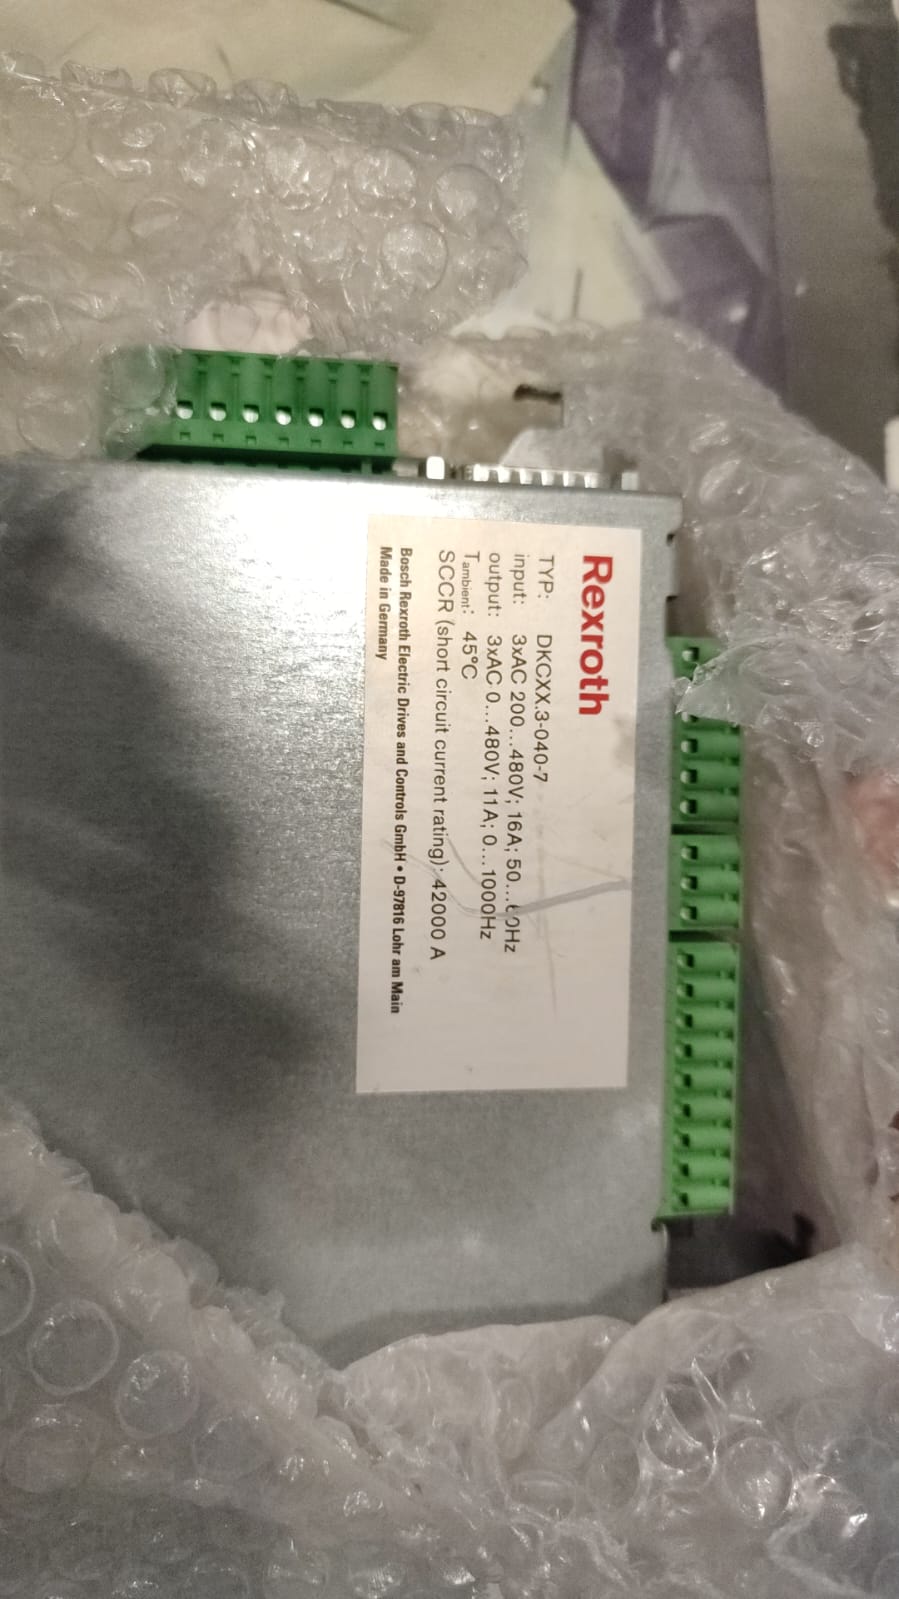 Rexroth
TYP: DKCXX.3-040-7
input: 3xAC 200...480V; 16A; 50...60Hz
output: 3xAC 0...480V; 11A; 0...1000Hz
Tambient: 45°C
SCCR (short circuit current rating): 42000 A
Bosch Rexroth Electric Drives and Controls GmbH • D-97816 Lohr am Main
Made in Germany